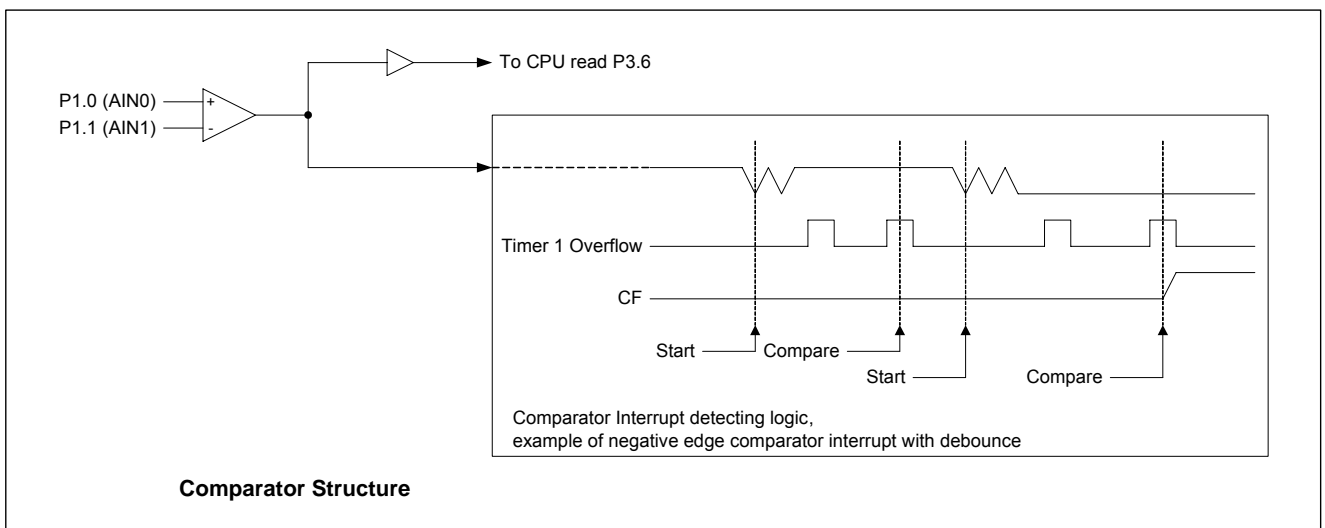 To CPU read P3.6
P1.0 (AIN0)
+
P1.1 (AIN1)
-
Timer 1 Overflow
CF
Start
Compare
Start
Compare
Comparator Interrupt detecting logic,
example of negative edge comparator interrupt with debounce
Comparator Structure